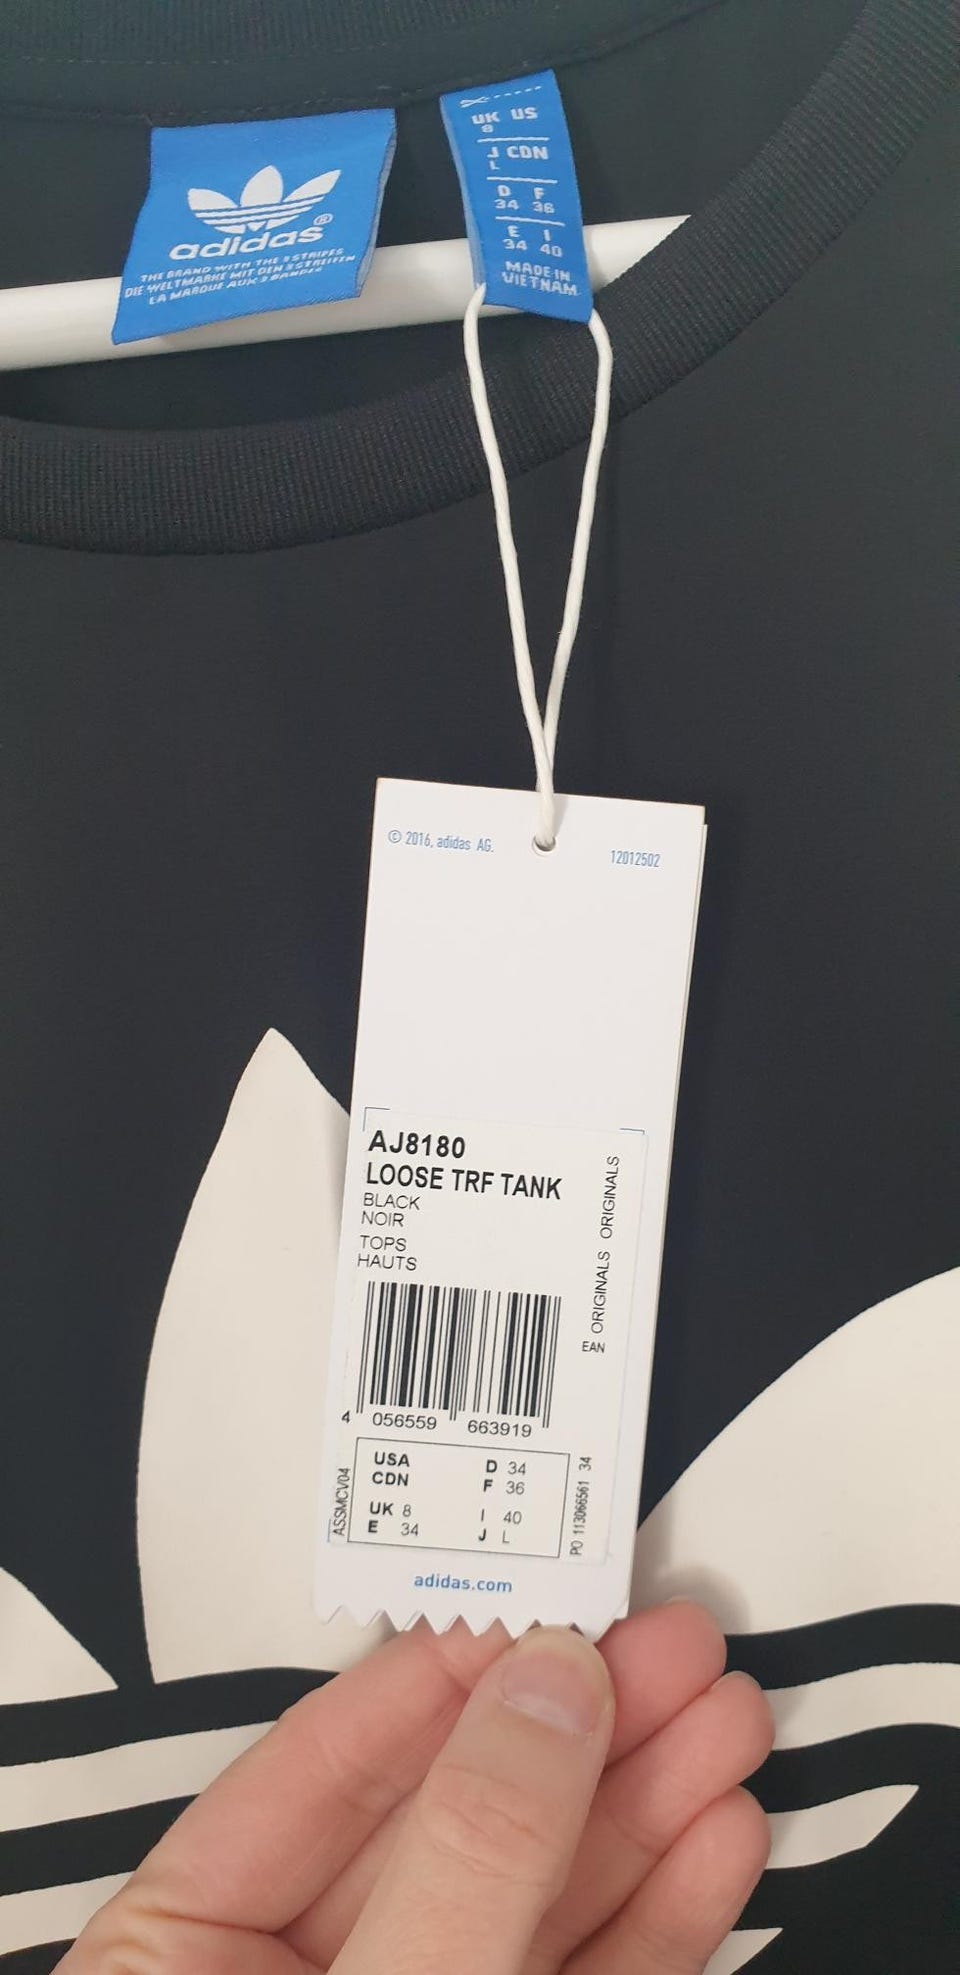 adidas®
THE BRAND WITH THE 3 STRIPES
DIE WELTMARKE MIT DEN 3 STREIFEN
LA MARQUE AUX 3 BANDES
UK US
8
J CDN
L
D F
34 36
E I
34 40
MADE IN
VIETNAM
© 2016, adidas AG.
12012502
AJ8180
LOOSE TRF TANK
BLACK
NOIR
TOPS
HAUTS
ORIGINALS ORIGINALS
EAN
4 056559 663919
USA D 34
CDN F 36
UK 8 I 40
E 34 J L
ASSMCV04
PO 113066561 34
adidas.com